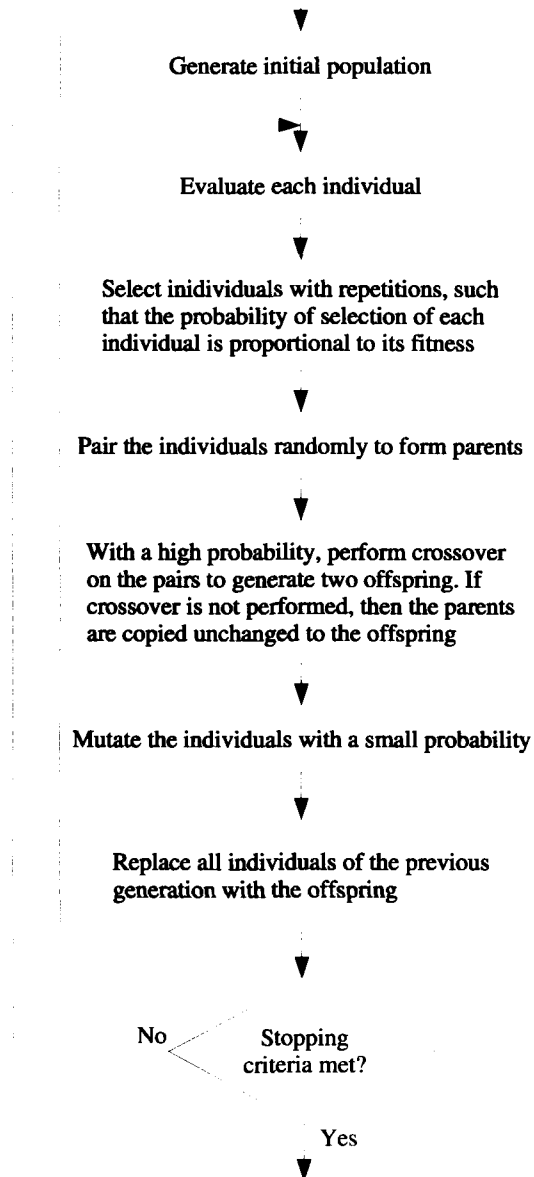 Generate initial population
Evaluate each individual
Select inidividuals with repetitions, such
that the probability of selection of each
individual is proportional to its fitness
Pair the individuals randomly to form parents
With a high probability, perform crossover
on the pairs to generate two offspring. If
crossover is not performed, then the parents
are copied unchanged to the offspring
Mutate the individuals with a small probability
Replace all individuals of the previous
generation with the offspring
No
Stopping
criteria met?
Yes